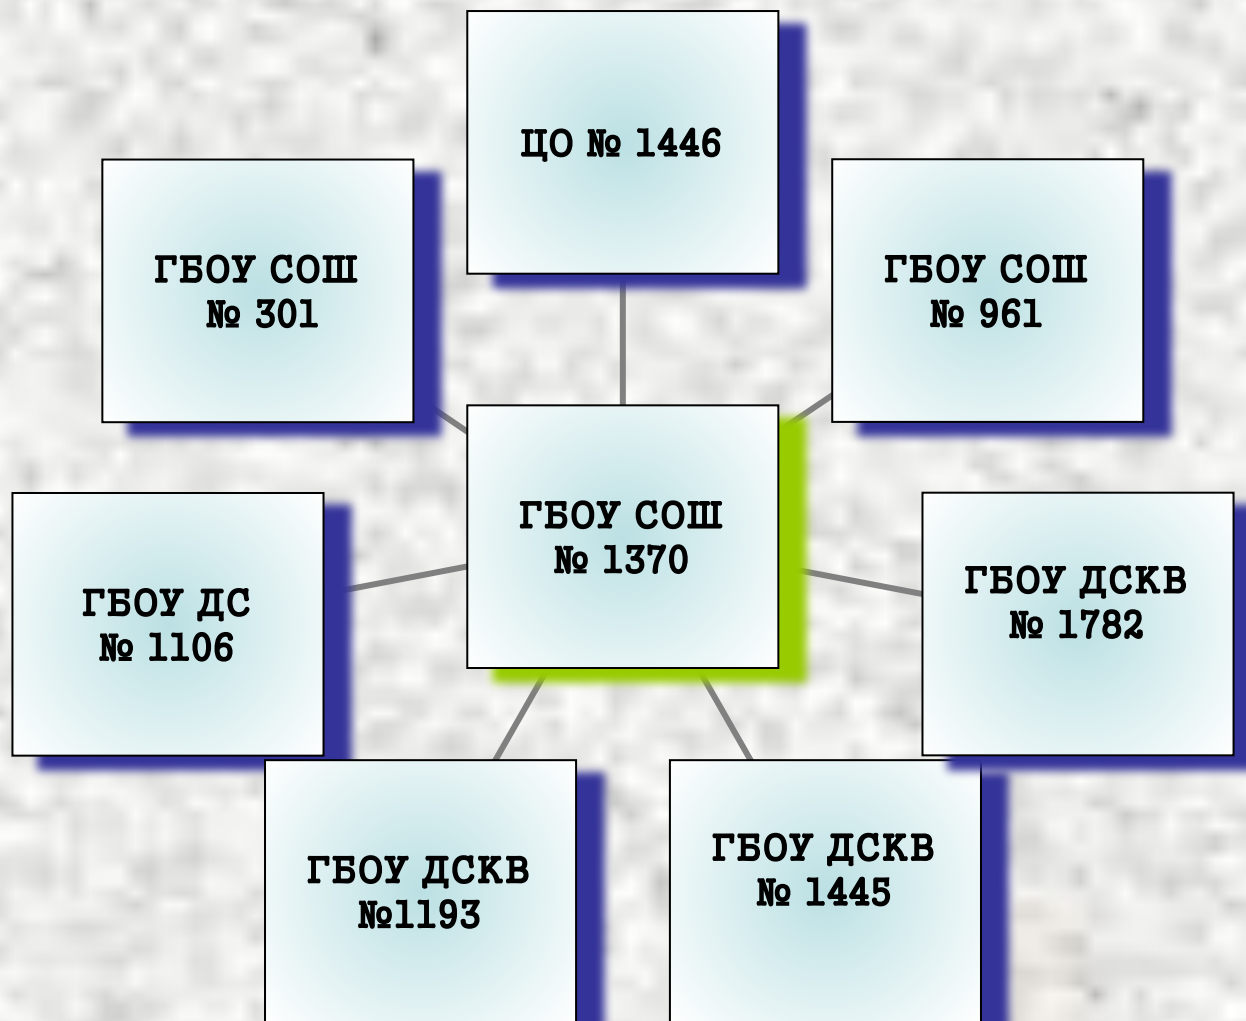 ЦО № 1446
ГБОУ СОШ
№ 301
ГБОУ СОШ
№ 961
ГБОУ СОШ
№ 1370
ГБОУ ДС
№ 1106
ГБОУ ДСКВ
№ 1782
ГБОУ ДСКВ
№1193
ГБОУ ДСКВ
№ 1445